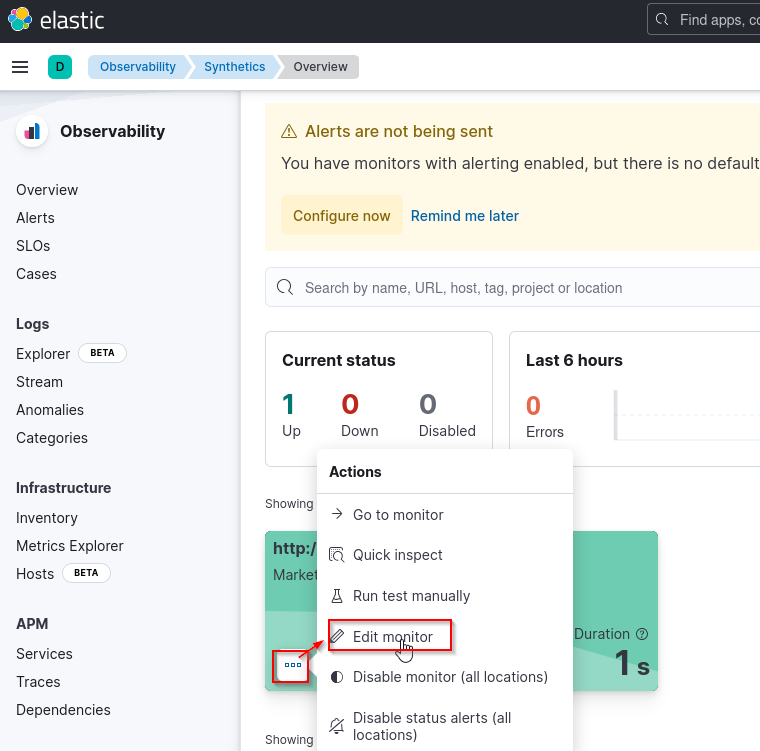 elastic
Find apps, co
D
Observability
Synthetics
Overview
Observability
Overview
Alerts
SLOs
Cases
Logs
Explorer BETA
Stream
Anomalies
Categories
Infrastructure
Inventory
Metrics Explorer
Hosts BETA
APM
Services
Traces
Dependencies
Alerts are not being sent
You have monitors with alerting enabled, but there is no default
Configure now Remind me later
Search by name, URL, host, tag, project or location
Current status
1 0 0
Up Down Disabled
Last 6 hours
0
Errors
Showing
http:/
Market
Duration
1 s
Actions
Go to monitor
Quick inspect
Run test manually
Edit monitor
Disable monitor (all locations)
Disable status alerts (all
locations)
Showing